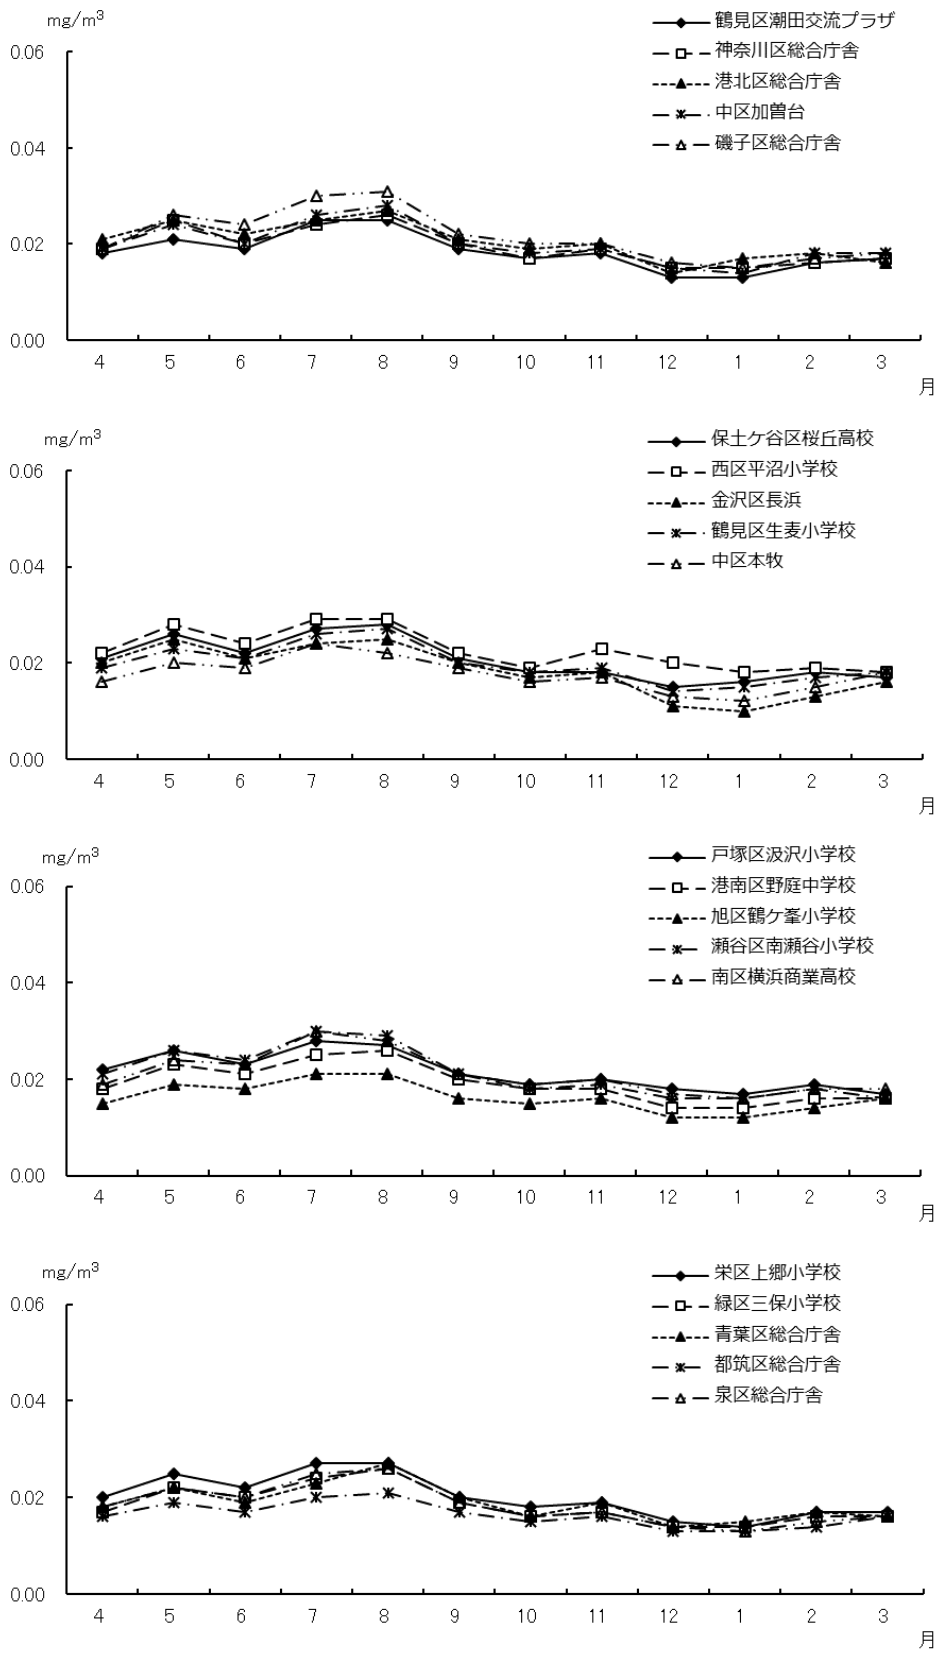 mg/m³
鶴見区潮田交流プラザ
神奈川区総合庁舎
港北区総合庁舎
中区加曽台
磯子区総合庁舎
0.06
0.04
0.02
0.00
4 5 6 7 8 9 10 11 12 1 2 3
月
mg/m³
保土ケ谷区桜丘高校
西区平沼小学校
金沢区長浜
鶴見区生麦小学校
中区本牧
0.06
0.04
0.02
0.00
4 5 6 7 8 9 10 11 12 1 2 3
月
mg/m³
戸塚区汲沢小学校
港南区野庭中学校
旭区鶴ケ峯小学校
瀬谷区南瀬谷小学校
南区横浜商業高校
0.06
0.04
0.02
0.00
4 5 6 7 8 9 10 11 12 1 2 3
月
mg/m³
栄区上郷小学校
緑区三保小学校
青葉区総合庁舎
都筑区総合庁舎
泉区総合庁舎
0.06
0.04
0.02
0.00
4 5 6 7 8 9 10 11 12 1 2 3
月